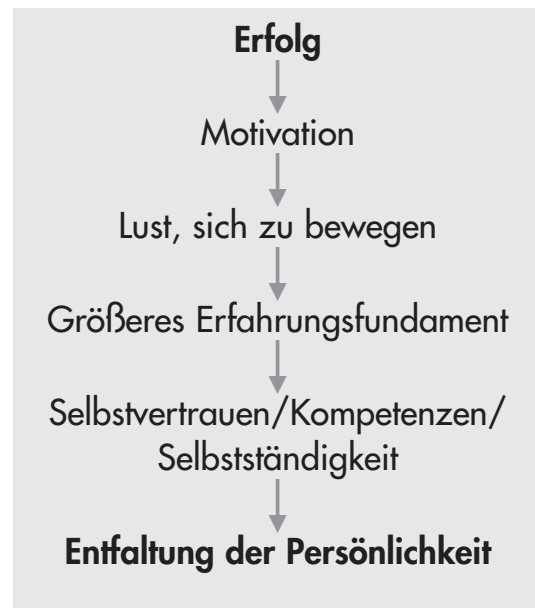 Erfolg
Motivation
Lust, sich zu bewegen
Größeres Erfahrungsfundament
Selbstvertrauen/Kompetenzen/
Selbstständigkeit
Entfaltung der Persönlichkeit